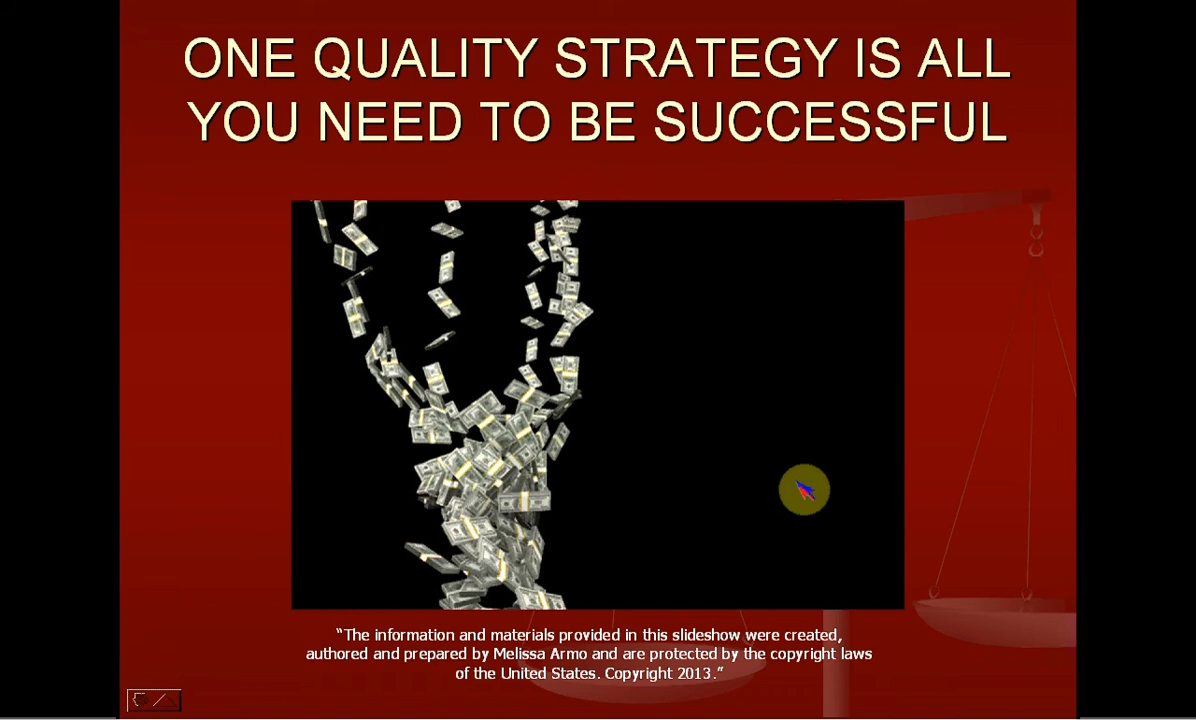 ONE QUALITY STRATEGY IS ALL
YOU NEED TO BE SUCCESSFUL
“The information and materials provided in this slideshow were created,
authored and prepared by Melissa Armo and are protected by the copyright laws
of the United States. Copyright 2013.”